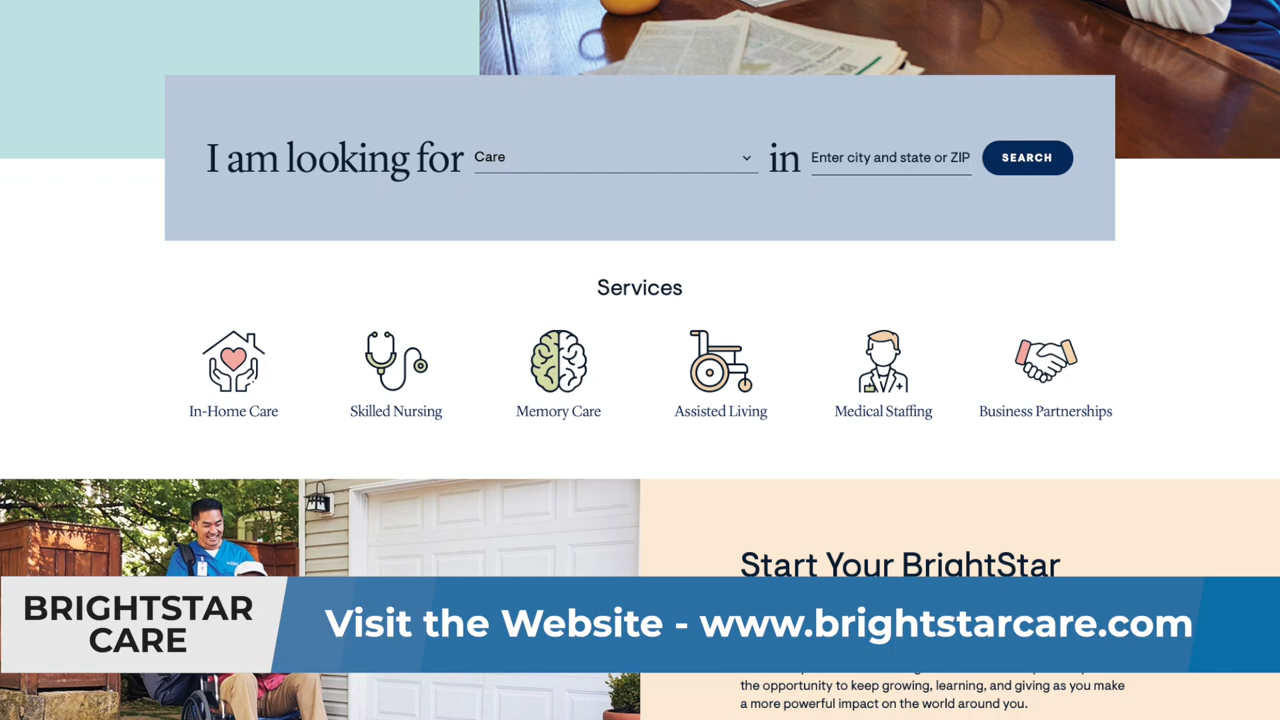 I am looking for Care in Enter city and state or ZIP SEARCH
Services
In-Home Care Skilled Nursing Memory Care Assisted Living Medical Staffing Business Partnerships
Start Your BrightStar
BRIGHTSTAR
CARE
Visit the Website - www.brightstarcare.com
the opportunity to keep growing, learning, and giving as you make
a more powerful impact on the world around you.